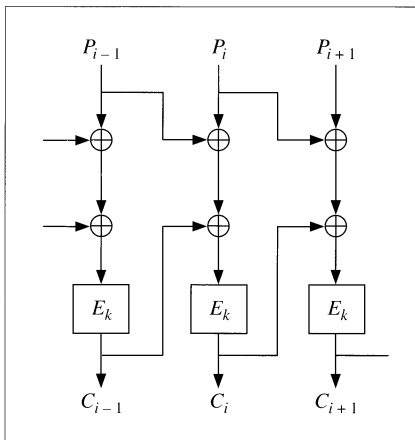 P_{i-1} P_i P_{i+1}
E_k E_k E_k
C_{i-1} C_i C_{i+1}